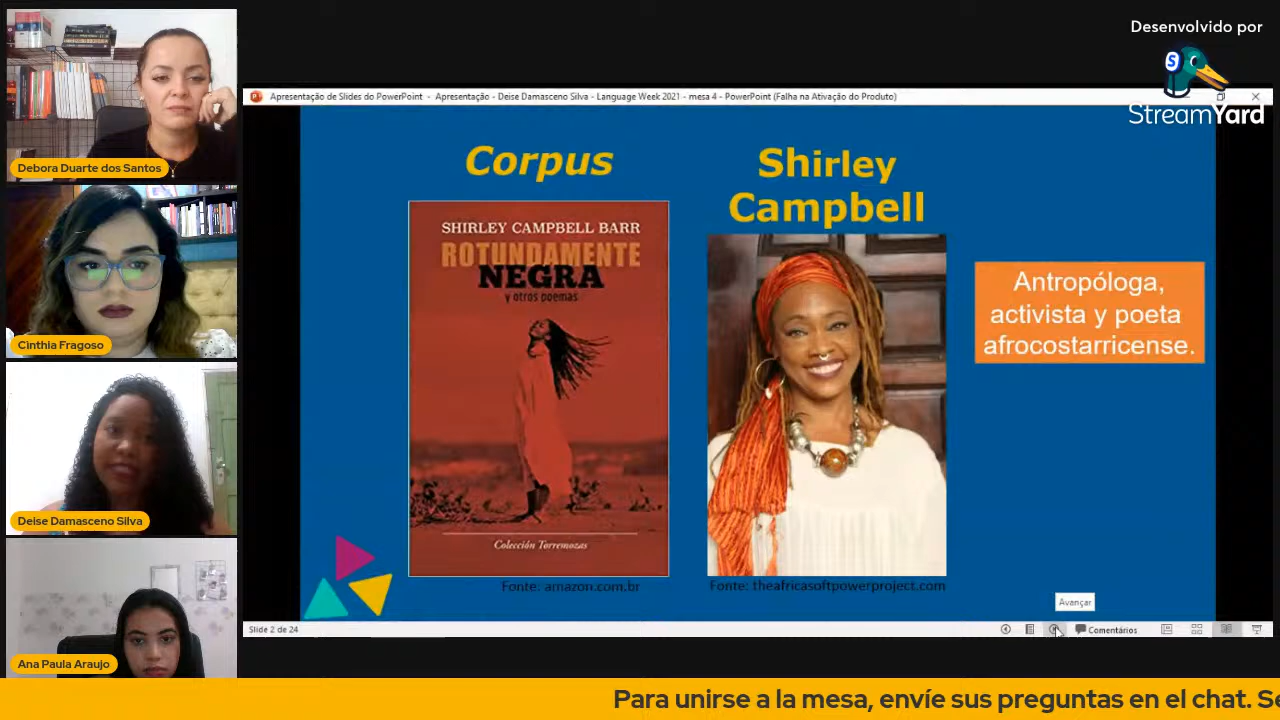 Debora Duarte dos Santos
Cinthia Fragoso
Deise Damasceno Silva
Ana Paula Araujo
Desenvolvido por
StreamYard
Apresentação de Slides do PowerPoint - Apresentação - Deise Damasceno Silva - Language Week 2021 - mesa 4 - PowerPoint (Falha na Ativação do Produto)
Corpus
SHIRLEY CAMPBELL BARR
ROTUNDAMENTE
NEGRA
y otros poemas
Colección Torremozas
Fonte: amazon.com.br
Shirley
Campbell
Fonte: theafricasoftpowerproject.com
Antropóloga,
activista y poeta
afrocostarricense.
Avançar
Slide 2 de 24
Comentários
Para unirse a la mesa, envíe sus preguntas en el chat. Se